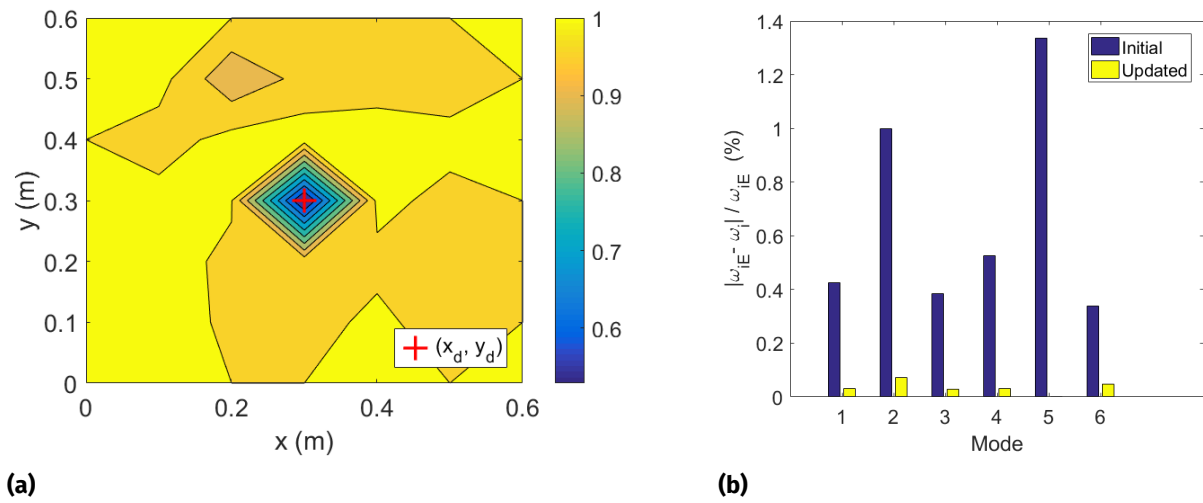 0.6
0.5
0.4
0.3
0.2
0.1
0
y (m)
0
0.2
0.4
0.6
x (m)
(x_d, y_d)
1
0.9
0.8
0.7
0.6
(a)
1.4
1.2
1
0.8
0.6
0.4
0.2
0
|ω_iE- ω_i| / ω_iE (%)
Initial
Updated
1 2 3 4 5 6
Mode
(b)